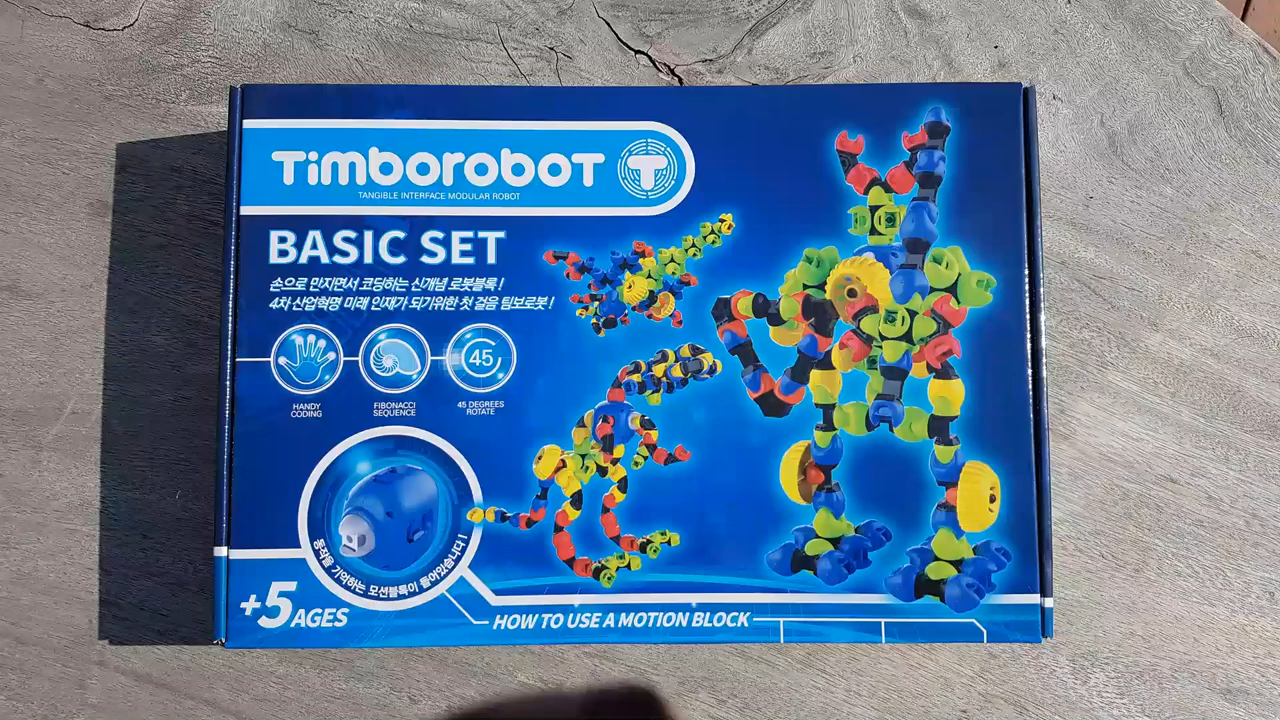 TimboroboT T
TANGIBLE INTERFACE MODULAR ROBOT
BASIC SET
손으로 만지면서 코딩하는 신개념 로봇블록!
4차 산업혁명 미래 인재가 되기위한 첫 걸음 팀보로봇!
45
HANDY
CODING
FIBONACCI
SEQUENCE
45 DEGREES
ROTATE
동작을 기억하는 모션블록이 들어있습니다!
+5 AGES
HOW TO USE A MOTION BLOCK